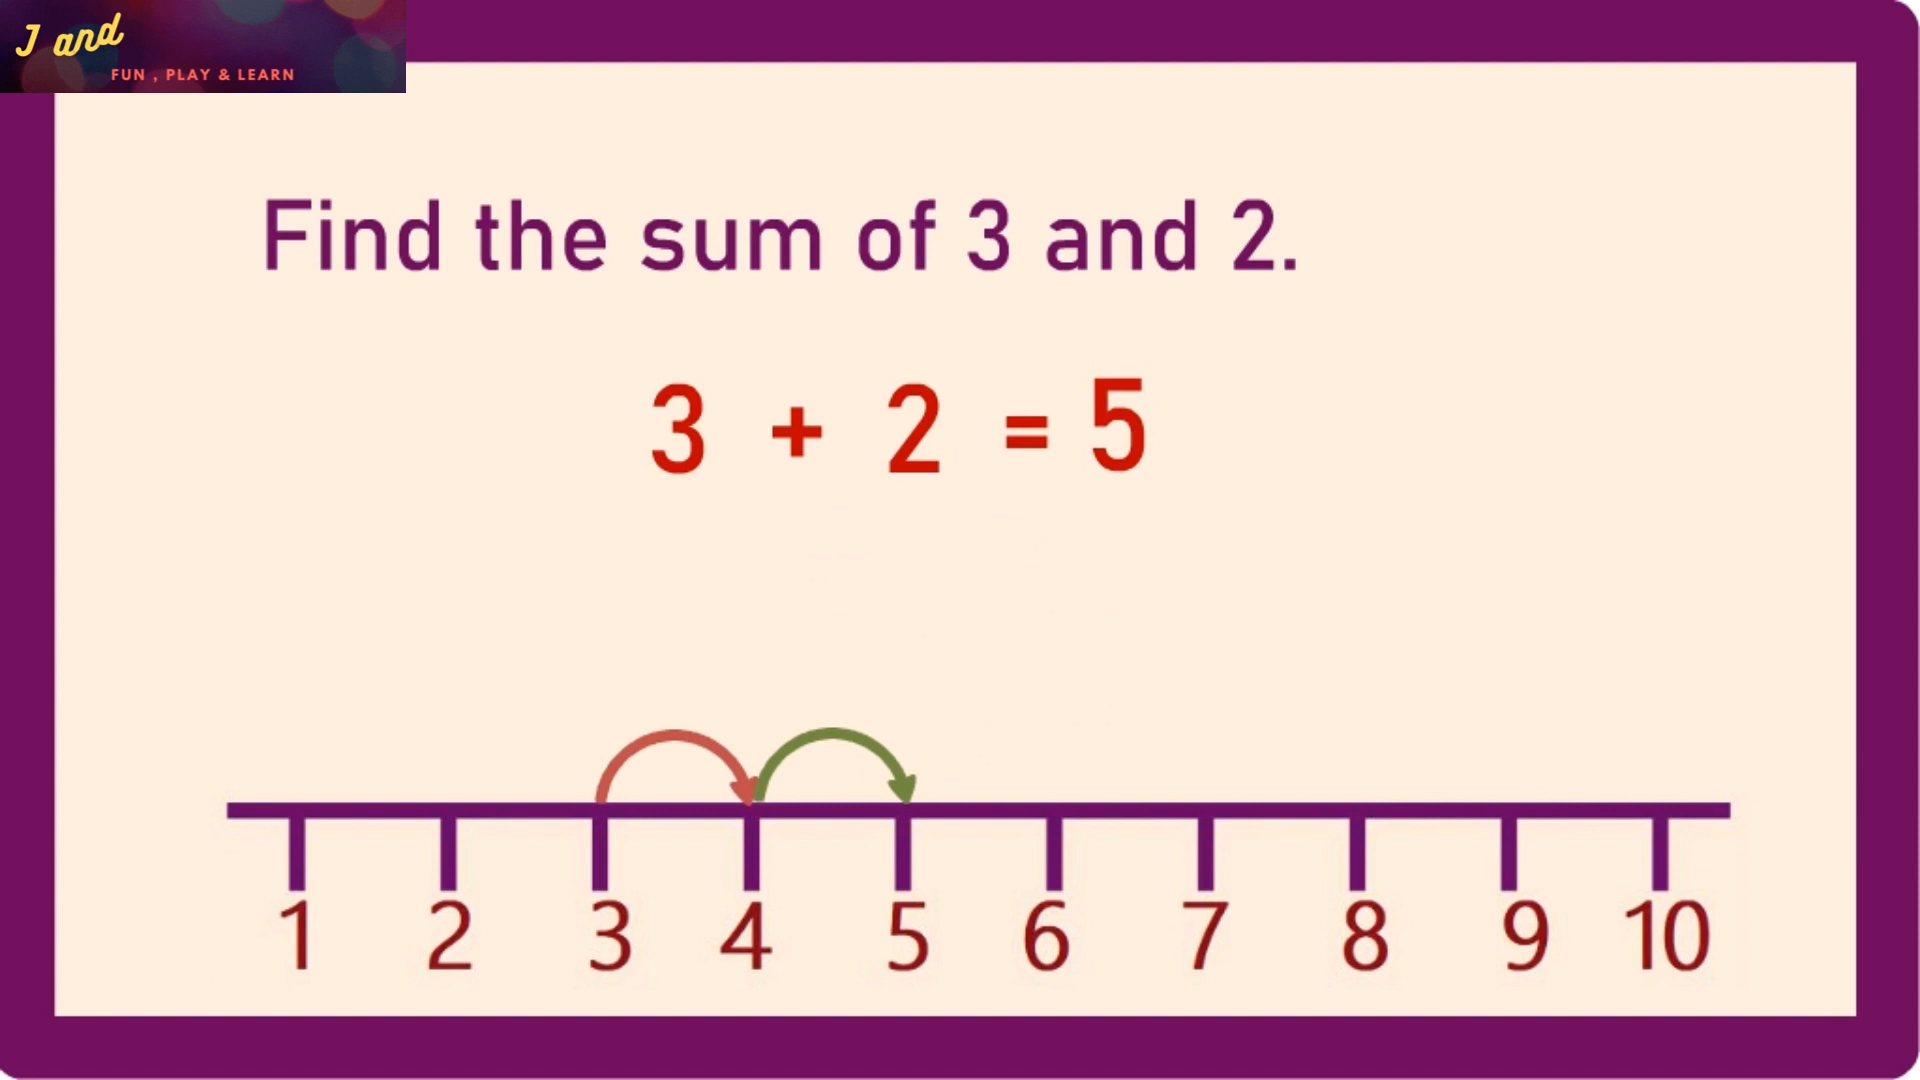 J and
FUN , PLAY & LEARN
Find the sum of 3 and 2.
3 + 2 = 5
1 2 3 4 5 6 7 8 9 10